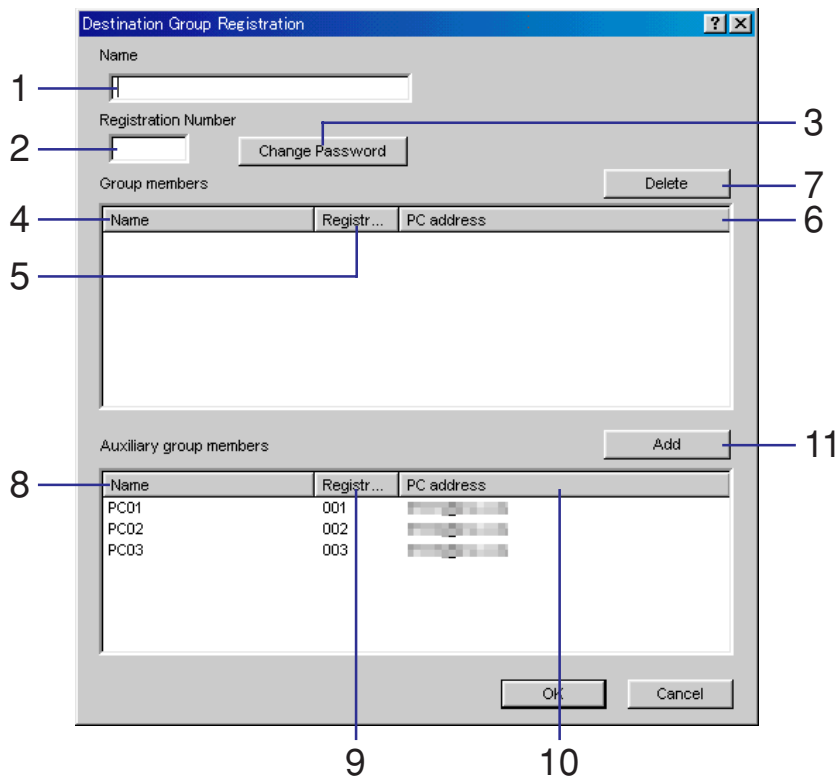 Destination Group Registration
Name
1
Registration Number
3
2
Change Password
Group members
Delete
7
4
Name Registr... PC address
6
5
Auxiliary group members
Add
11
8
Name Registr... PC address
PC01 001
PC02 002
PC03 003
OK Cancel
9 10